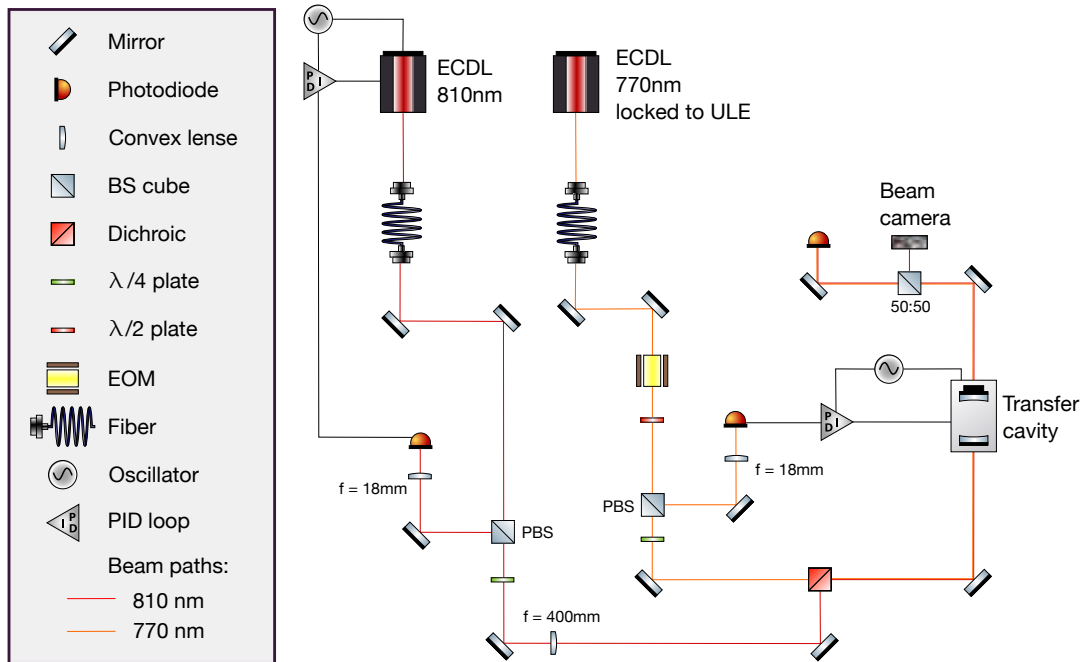 Mirror
Photodiode
Convex lense
BS cube
Dichroic
λ/4 plate
λ/2 plate
EOM
Fiber
Oscillator
P
I
D
PID loop
Beam paths:
810 nm
770 nm
P
I
D
ECDL
810nm
ECDL
770nm
locked to ULE
Beam
camera
50:50
P
I
D
Transfer
cavity
f = 18mm
PBS
f = 18mm
PBS
f = 400mm